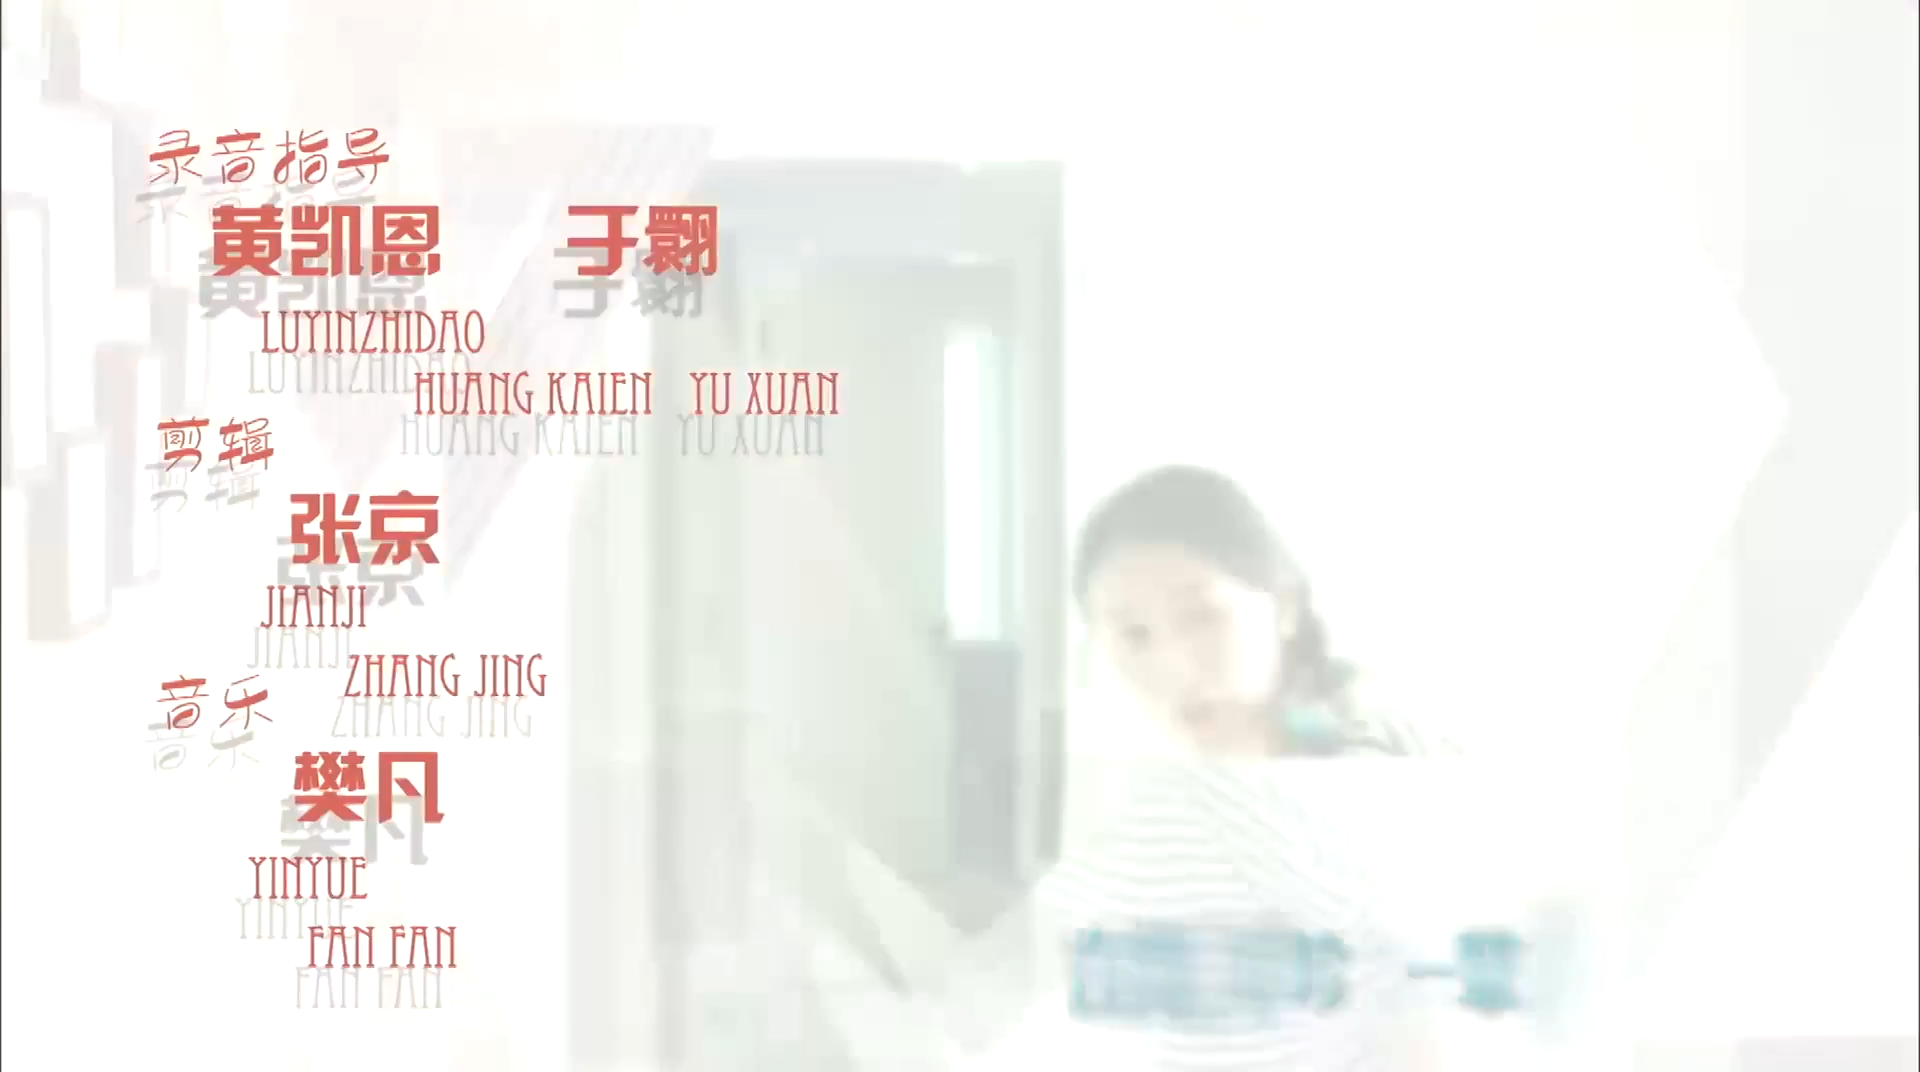 录音指导
黄凯恩 于翾
LUYINZHIDAO
HUANG KAIEN YU XUAN
剪辑
张京
JIANJI
ZHANG JING
音乐
樊凡
YINYUE
FAN FAN